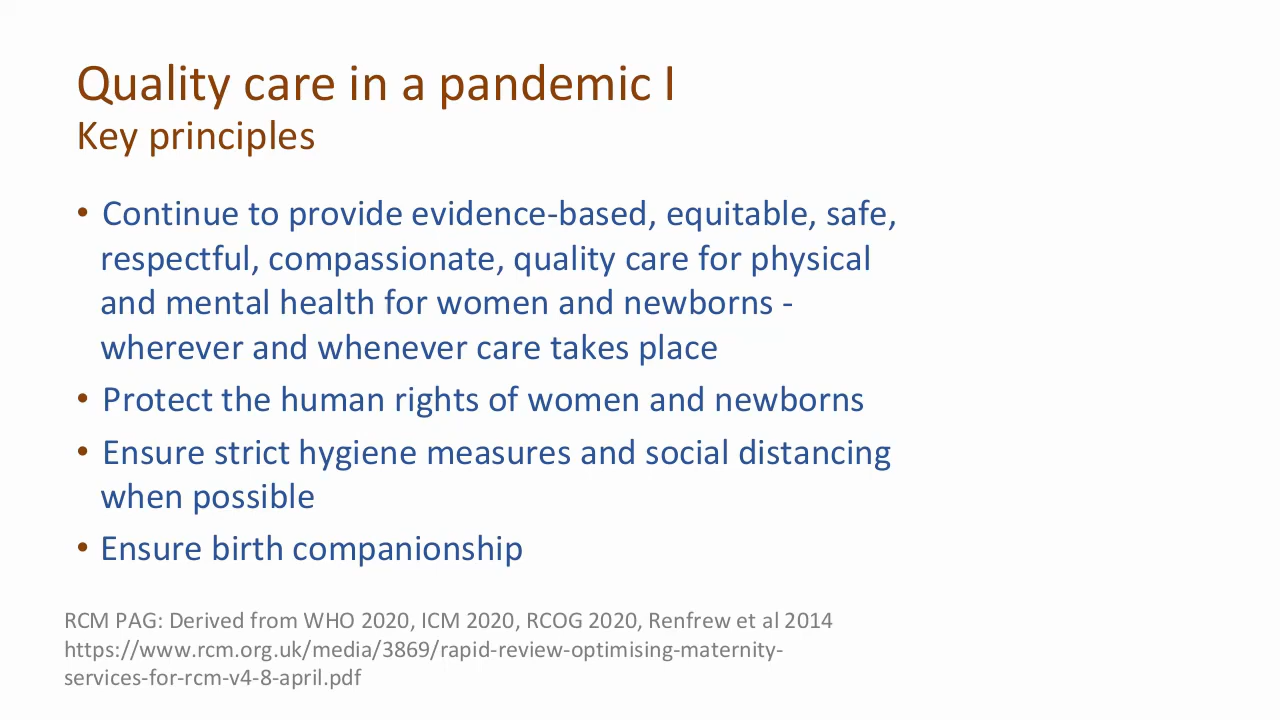 Quality care in a pandemic I
Key principles
• Continue to provide evidence-based, equitable, safe,
respectful, compassionate, quality care for physical
and mental health for women and newborns -
wherever and whenever care takes place
• Protect the human rights of women and newborns
• Ensure strict hygiene measures and social distancing
when possible
• Ensure birth companionship
RCM PAG: Derived from WHO 2020, ICM 2020, RCOG 2020, Renfrew et al 2014
https://www.rcm.org.uk/media/3869/rapid-review-optimising-maternity-
services-for-rcm-v4-8-april.pdf